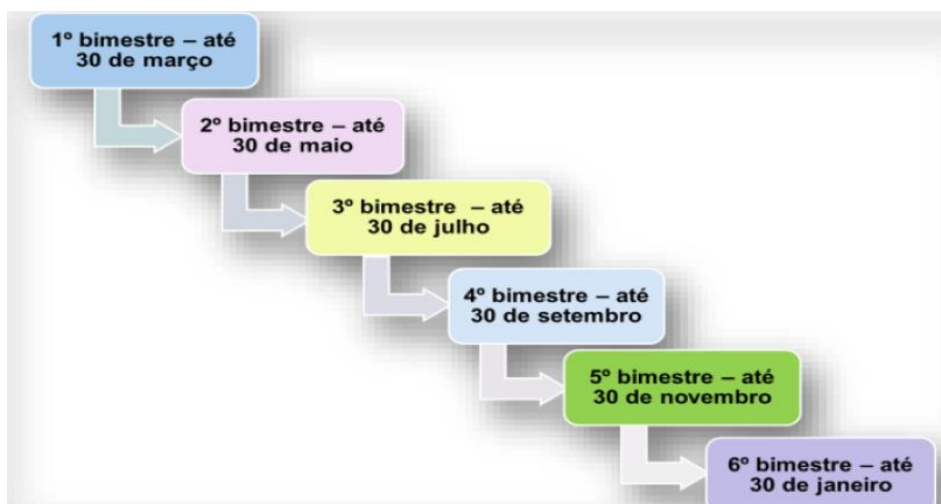 1º bimestre – até
30 de março
2º bimestre – até
30 de maio
3º bimestre – até
30 de julho
4º bimestre – até
30 de setembro
5º bimestre – até
30 de novembro
6º bimestre – até
30 de janeiro